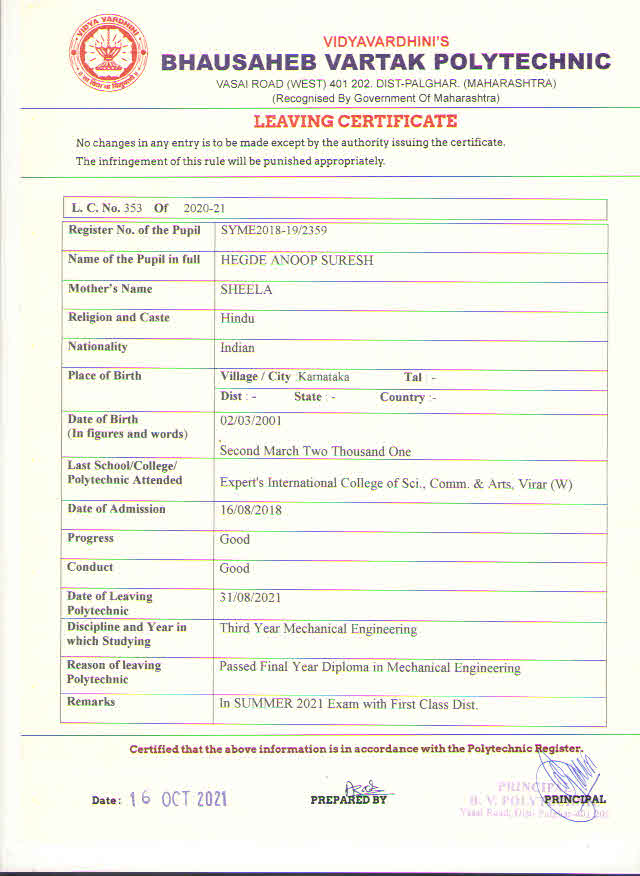 VIDYA VARDHINI
VIDYAVARDHINI'S
BHAUSAHEB VARTAK POLYTECHNIC
VASAI ROAD (WEST) 401 202. DIST-PALGHAR. (MAHARASHTRA)
(Recognised By Government Of Maharashtra)
LEAVING CERTIFICATE
No changes in any entry is to be made except by the authority issuing the certificate.
The infringement of this rule will be punished appropriately.
L. C. No. 353 Of 2020-21
Register No. of the Pupil SYME2018-19/2359
Name of the Pupil in full HEGDE ANOOP SURESH
Mother's Name SHEELA
Religion and Caste Hindu
Nationality Indian
Place of Birth Village / City :Karnataka Tal : -
Dist : - State : - Country :-
Date of Birth 02/03/2001
(In figures and words)
Second March Two Thousand One
Last School/College/
Polytechnic Attended Expert's International College of Sci., Comm. & Arts, Virar (W)
Date of Admission 16/08/2018
Progress Good
Conduct Good
Date of Leaving 31/08/2021
Polytechnic
Discipline and Year in Third Year Mechanical Engineering
which Studying
Reason of leaving Passed Final Year Diploma in Mechanical Engineering
Polytechnic
Remarks In SUMMER 2021 Exam with First Class Dist.
Certified that the above information is in accordance with the Polytechnic Register.
Date: 16 OCT 2021 PREPARED BY PRINCIPAL
B. V.
Vasai Road,